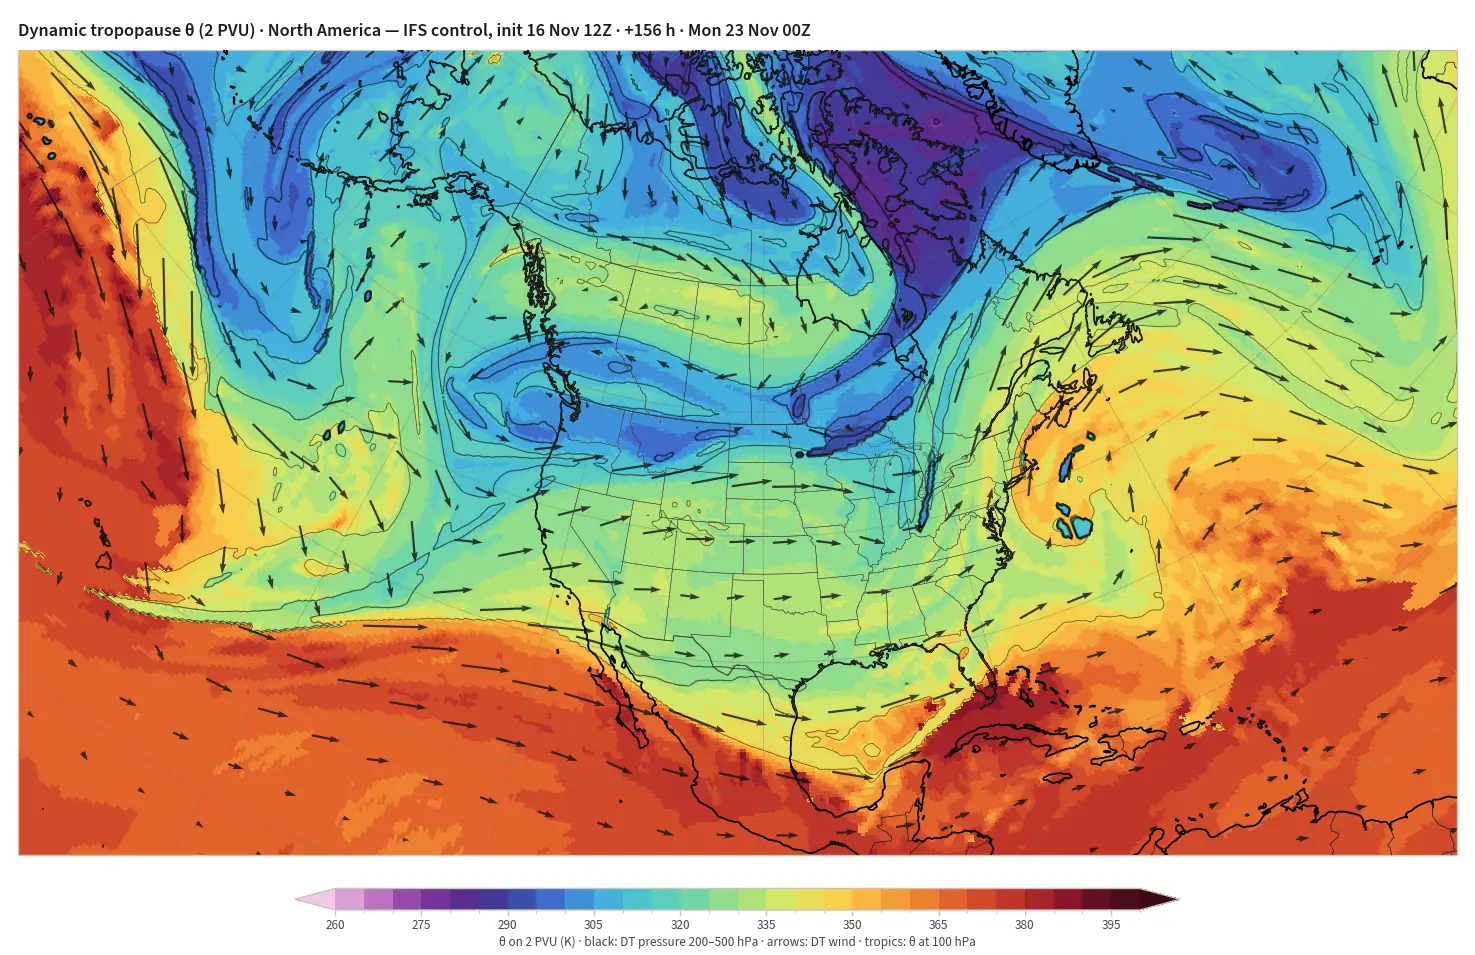 Dynamic tropopause θ (2 PVU) · North America — IFS control, init 16 Nov 12Z · +156 h · Mon 23 Nov 00Z
260 275 290 305 320 335 350 365 380 395
θ on 2 PVU (K) · black: DT pressure 200–500 hPa · arrows: DT wind · tropics: θ at 100 hPa